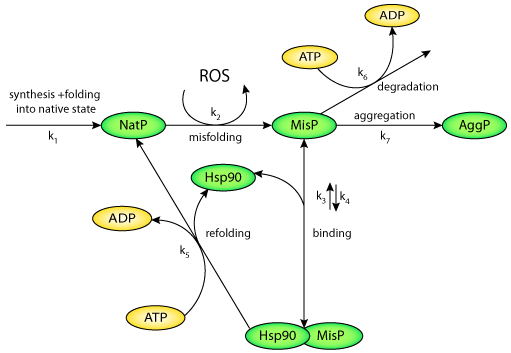 ADP
ATP
k6
ROS
degradation
synthesis +folding
into native state
k2
aggregation
NatP
MisP
AggP
k1
misfolding
k7
Hsp90
k3
k4
ADP
refolding
binding
k5
ATP
Hsp90
MisP